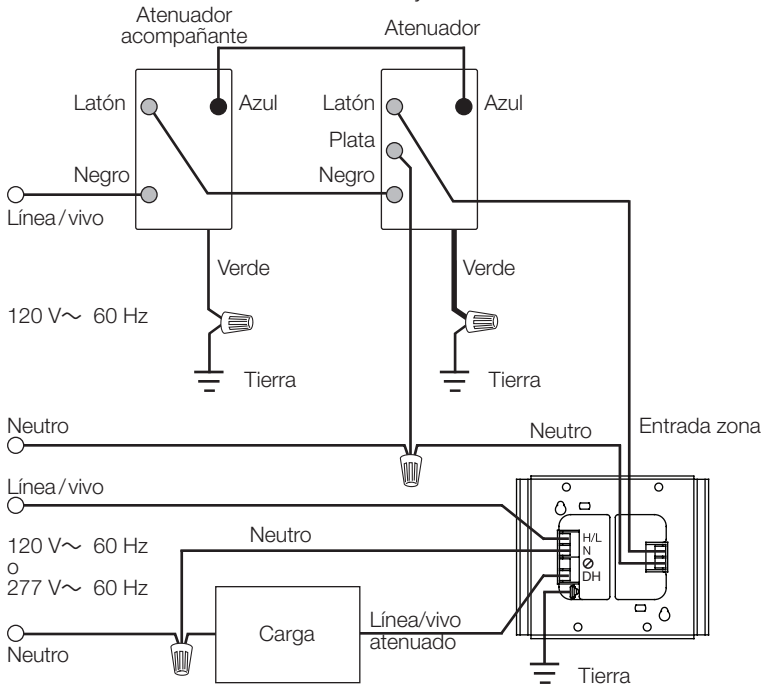 Atenuador
acompañante
Atenuador
Latón
Azul
Latón
Azul
Plata
Negro
Negro
Línea/vivo
Verde
Verde
120 V~ 60 Hz
Tierra
Tierra
Neutro
Neutro
Entrada zona
Línea/vivo
H/L
N
DH
120 V~ 60 Hz
o
277 V~ 60 Hz
Neutro
Carga
Línea/vivo
atenuado
Neutro
Tierra